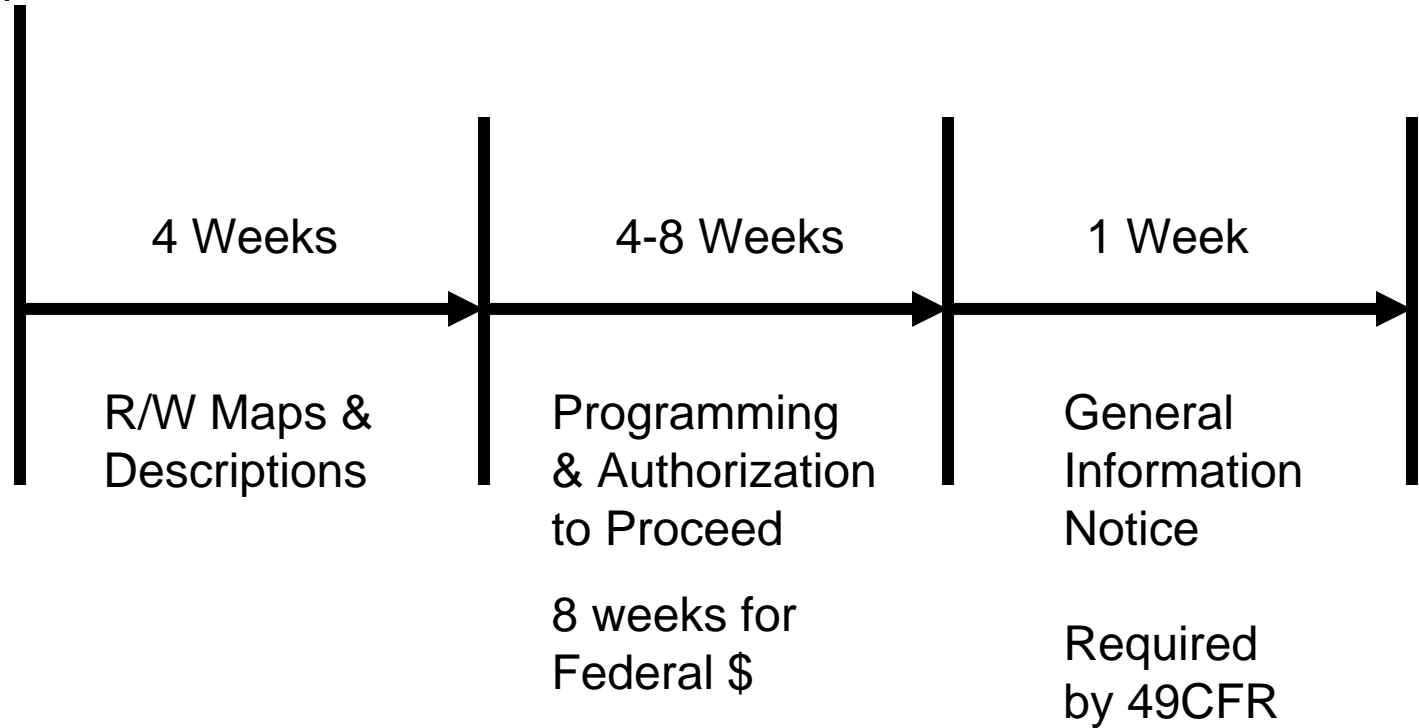 4 Weeks
4-8 Weeks
1 Week
R/W Maps &
Descriptions
Programming
& Authorization
to Proceed
8 weeks for
Federal $
General
Information
Notice
Required
by 49CFR